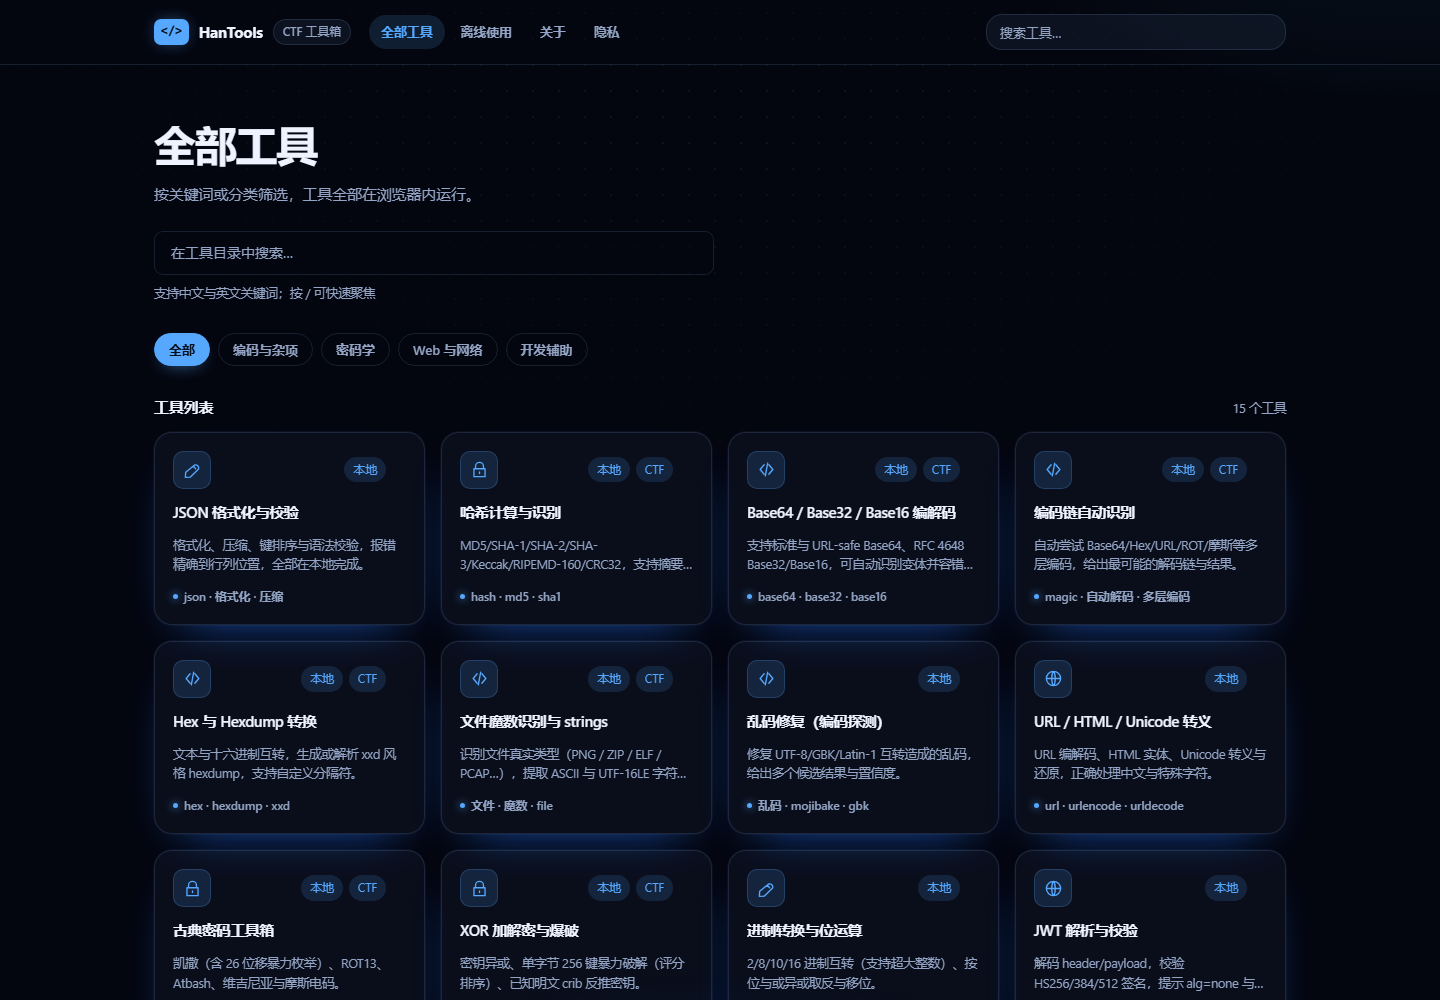 </> HanTools CTF 工具箱 全部工具 离线使用 关于 隐私 搜索工具...
全部工具
按关键词或分类筛选，工具全部在浏览器内运行。
在工具目录中搜索...
支持中文与英文关键词；按 / 可快速聚焦
全部 编码与杂项 密码学 Web 与网络 开发辅助
工具列表 15 个工具
本地
JSON 格式化与校验
格式化、压缩、键排序与语法校验，报错
精确到行列位置，全部在本地完成。
json · 格式化 · 压缩
本地 CTF
哈希计算与识别
MD5/SHA-1/SHA-2/SHA-
3/Keccak/RIPEMD-160/CRC32，支持摘要...
hash · md5 · sha1
本地 CTF
Base64 / Base32 / Base16 编解码
支持标准与 URL-safe Base64、RFC 4648
Base32/Base16，可自动识别变体并容错...
base64 · base32 · base16
本地 CTF
编码链自动识别
自动尝试 Base64/Hex/URL/ROT/摩斯等多
层编码，给出最可能的解码链与结果。
magic · 自动解码 · 多层编码
本地 CTF
Hex 与 Hexdump 转换
文本与十六进制互转，生成或解析 xxd 风
格 hexdump，支持自定义分隔符。
hex · hexdump · xxd
本地 CTF
文件魔数识别与 strings
识别文件真实类型（PNG / ZIP / ELF /
PCAP...），提取 ASCII 与 UTF-16LE 字符...
文件 · 魔数 · file
本地
乱码修复（编码探测）
修复 UTF-8/GBK/Latin-1 互转造成的乱码，
给出多个候选结果与置信度。
乱码 · mojibake · gbk
本地
URL / HTML / Unicode 转义
URL 编解码、HTML 实体、Unicode 转义与
还原，正确处理中文与特殊字符。
url · urlencode · urldecode
本地 CTF
古典密码工具箱
凯撒（含 26 位移暴力枚举）、ROT13、
Atbash、维吉尼亚与摩斯电码。
本地 CTF
XOR 加解密与爆破
密钥异或、单字节 256 键暴力破解（评分
排序）、已知明文 crib 反推密钥。
本地
进制转换与位运算
2/8/10/16 进制互转（支持超大整数）、按
位与或异或取反与移位。
本地
JWT 解析与校验
解码 header/payload，校验
HS256/384/512 签名，提示 alg=none 与...